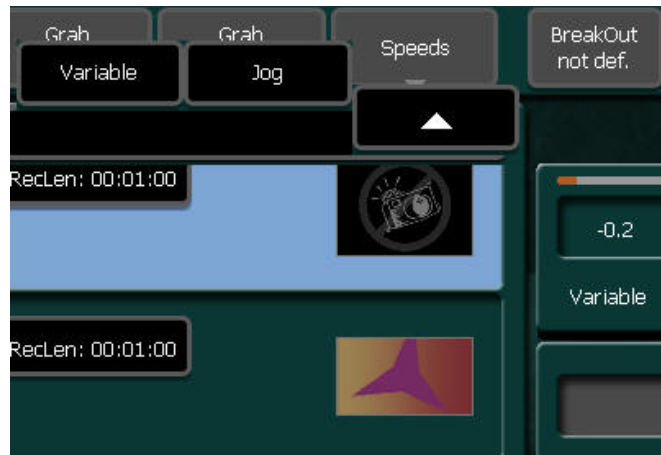 Grab
Grab
Speeds
BreakOut
not def.
Variable
Jog
RecLen: 00:01:00
-0.2
Variable
RecLen: 00:01:00